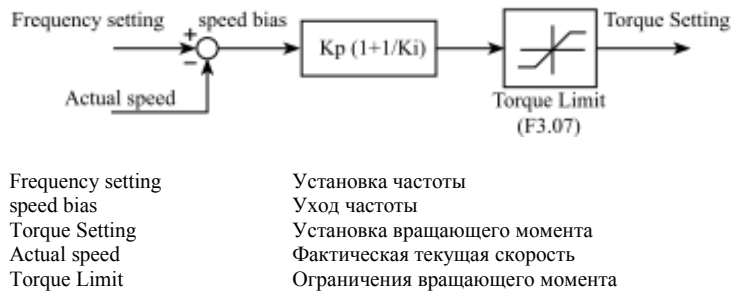 Frequency setting speed bias Torque Setting
+
−
Kp (1+1/Ki)
Actual speed
Torque Limit
(F3.07)
Frequency setting Установка частоты
speed bias Уход частоты
Torque Setting Установка вращающего момента
Actual speed Фактическая текущая скорость
Torque Limit Ограничения вращающего момента